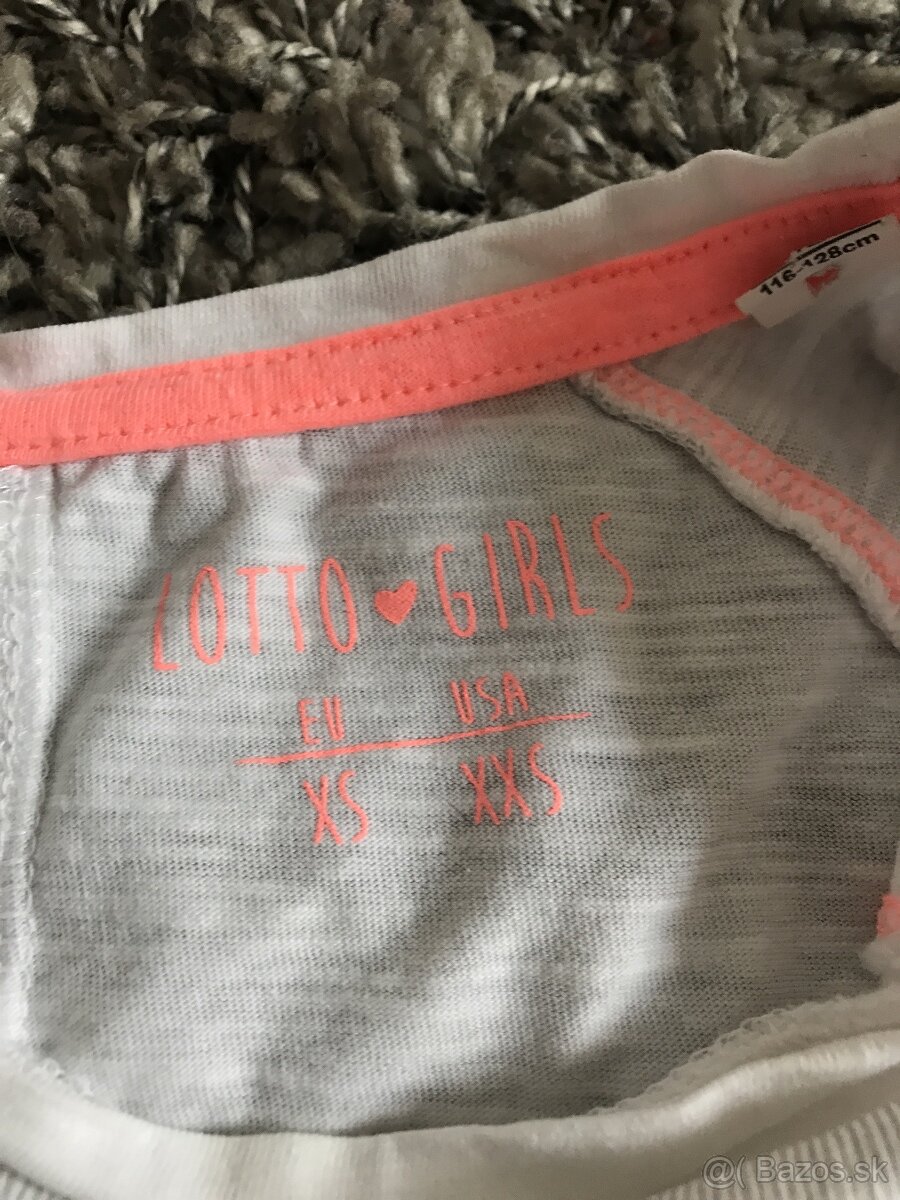 116-128cm
LOTTO♥GIRLS
EU USA
XS XXS
@( Bazos.sk